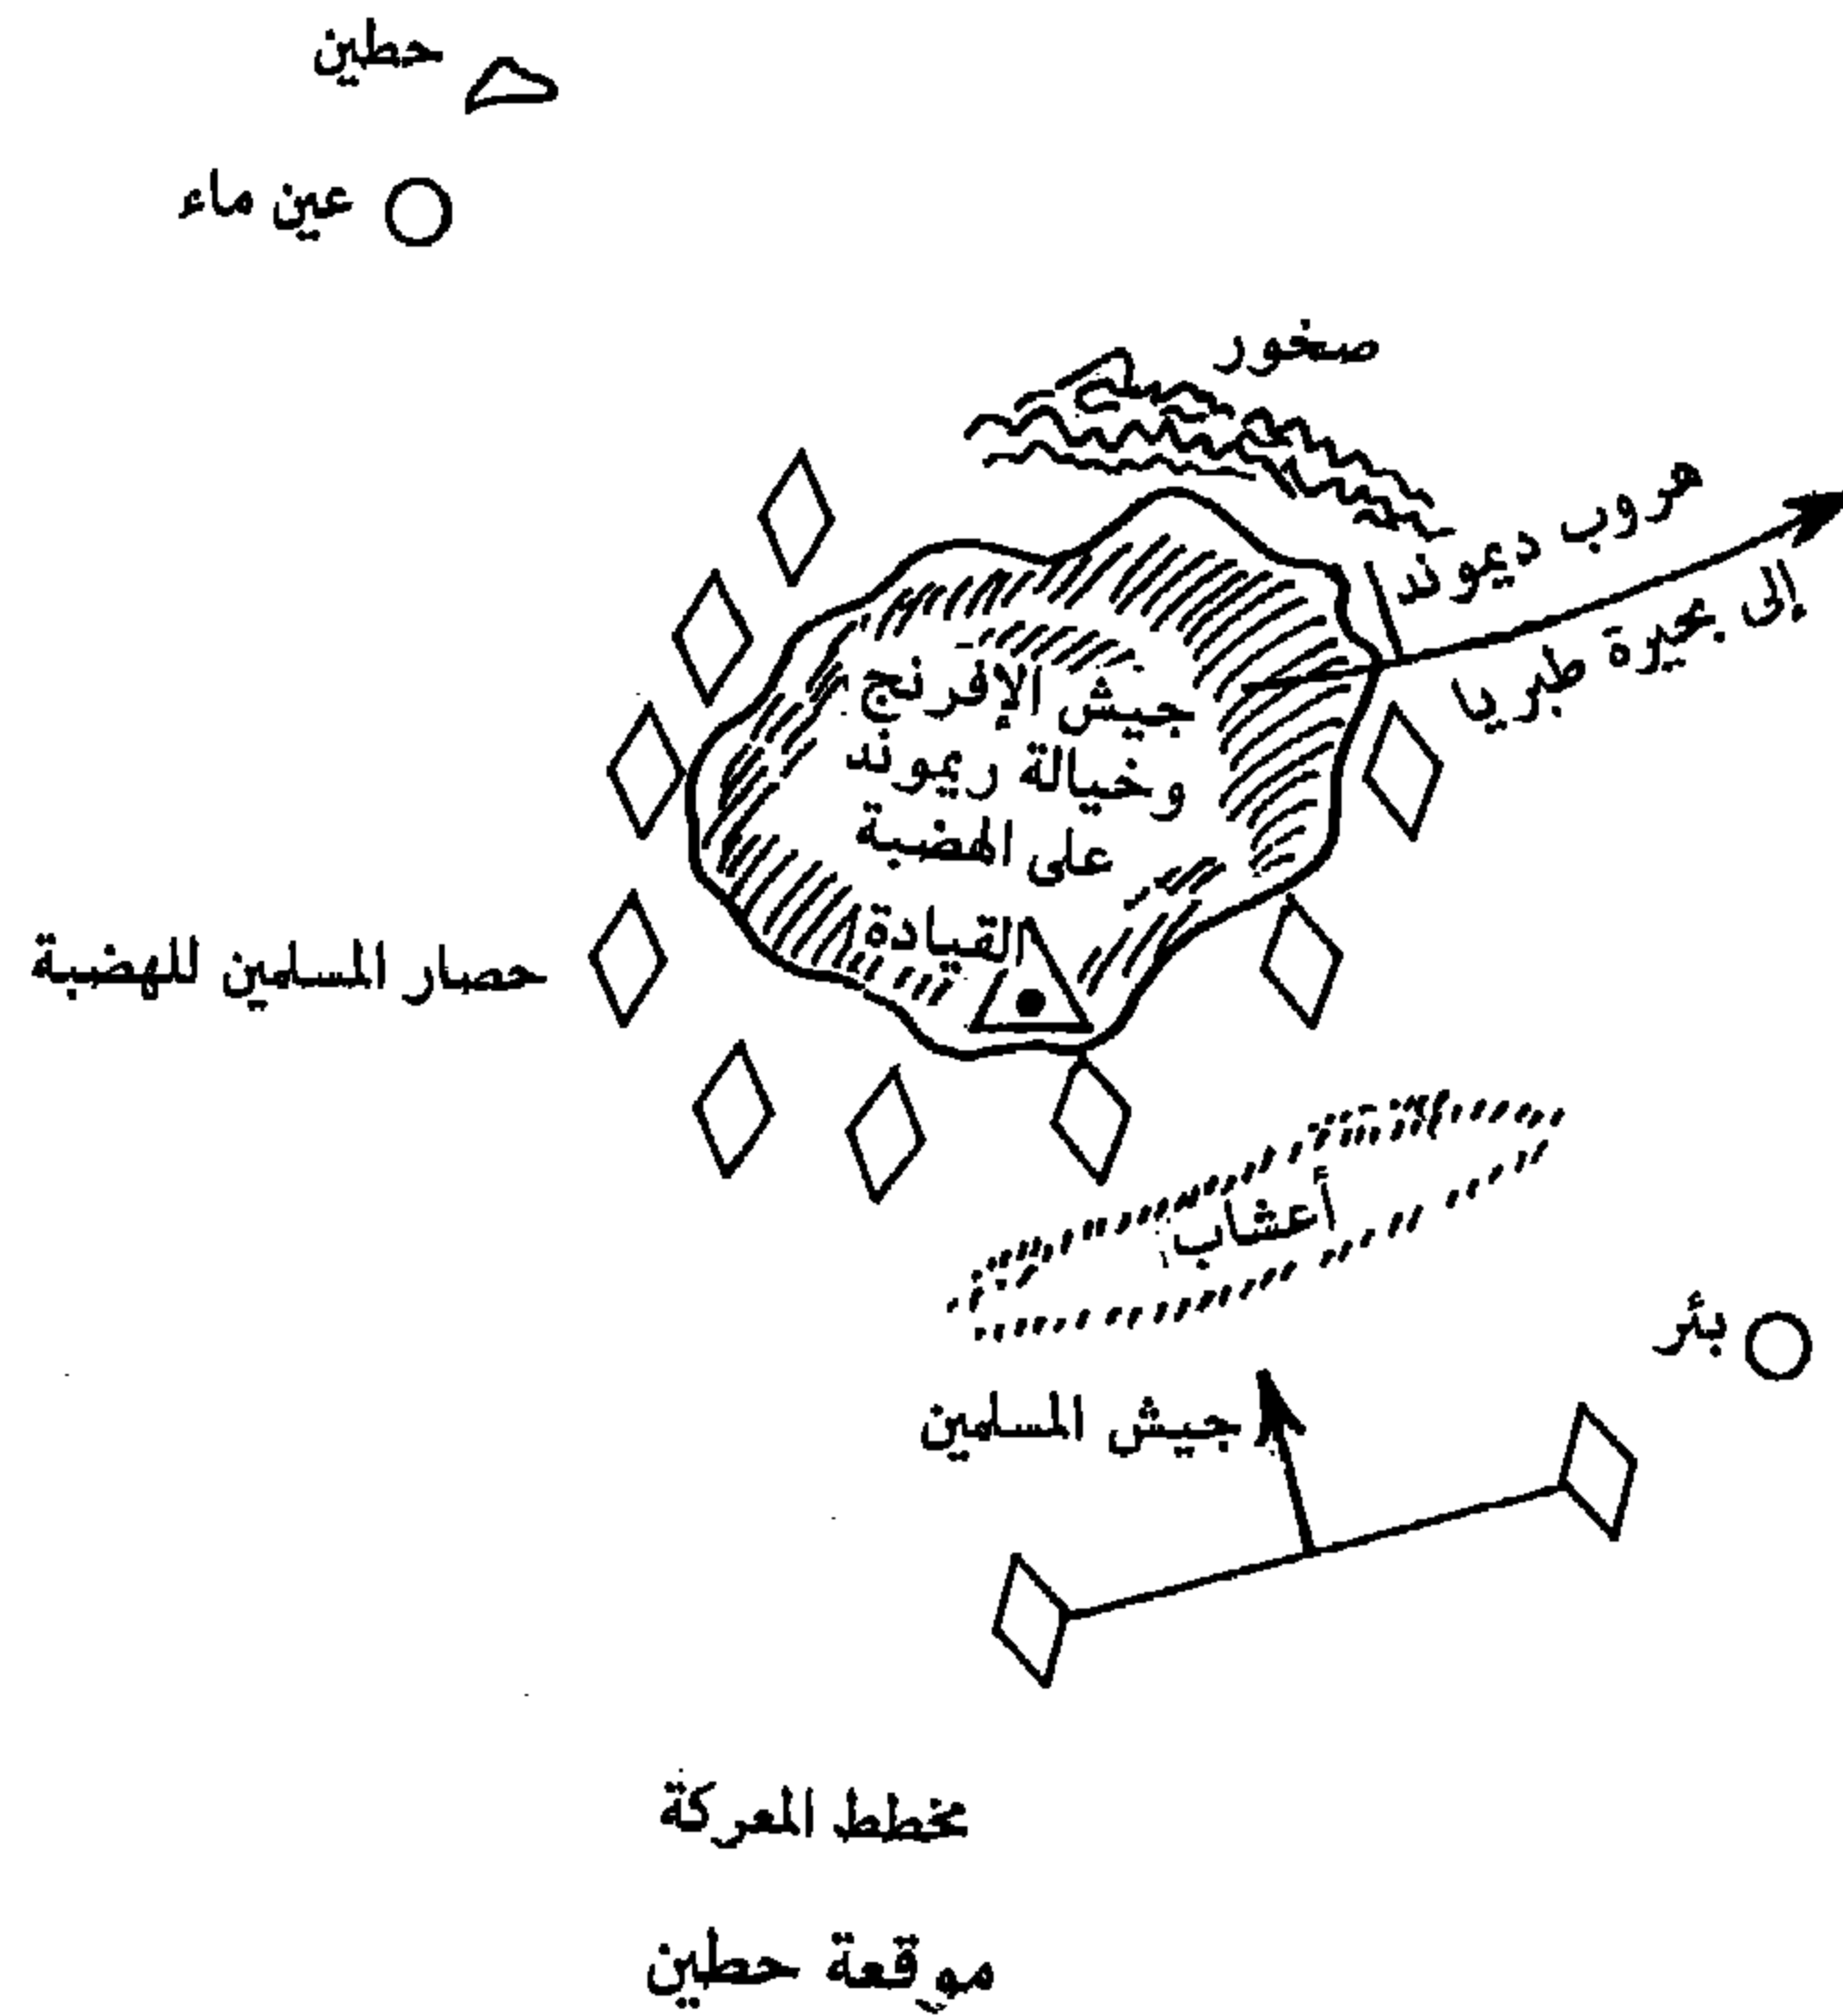 حطين
عين ماء
صخور
هروب دعوند
إلى بحيرة طبريا
جيش الإفرنج
وخيالة ريموند
على الهضبة
القيادة
حصار المسلمين للهضبة
أعشاب
بئر
جيش المسلمين
مخطط المعركة
موقعة حطين